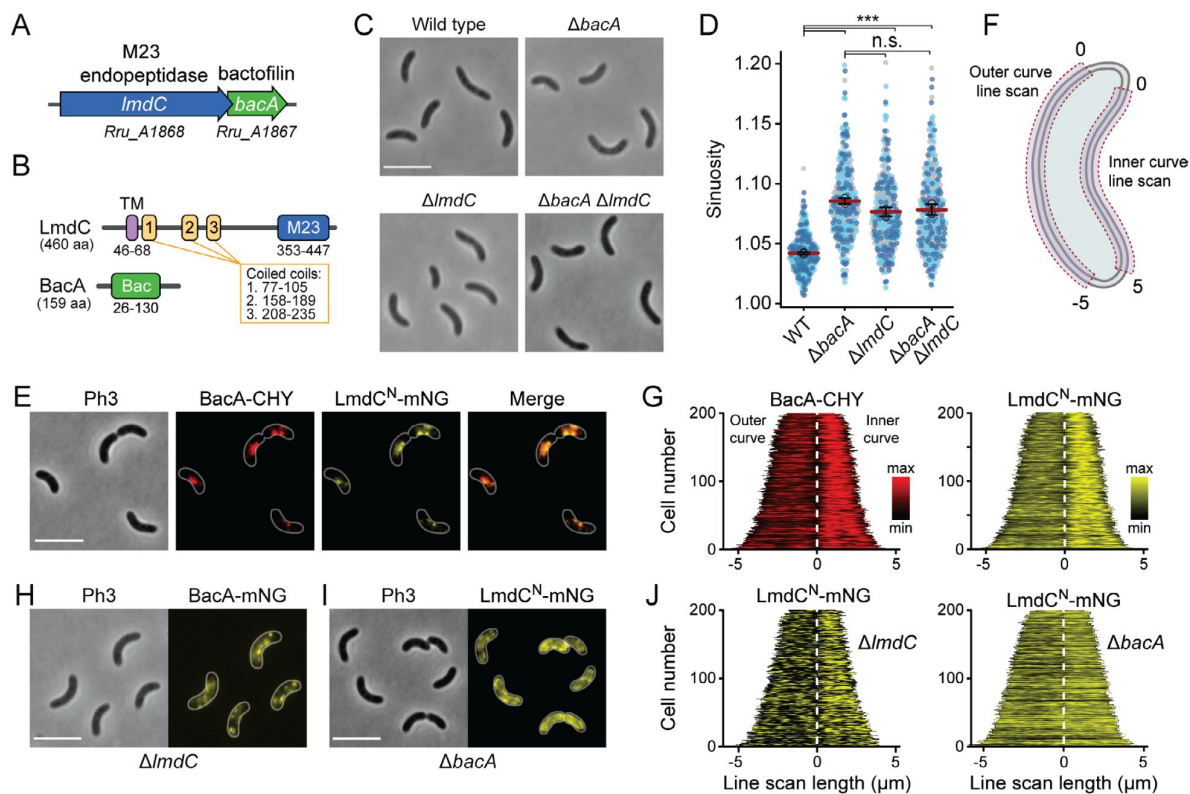 A
M23
endopeptidase
bactofilin
lmdC
bacA
Rru_A1868
Rru_A1867
B
TM
LmdC
(460 aa)
1
2
3
M23
46-68
353-447
BacA
(159 aa)
Bac
26-130
Coiled coils:
1. 77-105
2. 158-189
3. 208-235
C
Wild type
ΔbacA
ΔlmdC
ΔbacA ΔlmdC
D
***
n.s.
Sinuosity
1.20
1.15
1.10
1.05
1.00
WT
ΔbacA
ΔlmdC
ΔbacA
ΔlmdC
F
0
Outer curve
line scan
0
Inner curve
line scan
-5
5
E
Ph3
BacA-CHY
LmdCᴺ-mNG
Merge
G
BacA-CHY
LmdCᴺ-mNG
Outer
curve
Inner
curve
Cell number
200
100
0
max
min
max
min
-5
0
5
-5
0
5
H
Ph3
BacA-mNG
ΔlmdC
I
Ph3
LmdCᴺ-mNG
ΔbacA
J
LmdCᴺ-mNG
LmdCᴺ-mNG
ΔlmdC
ΔbacA
Cell number
200
100
0
-5
0
5
-5
0
5
Line scan length (µm)
Line scan length (µm)